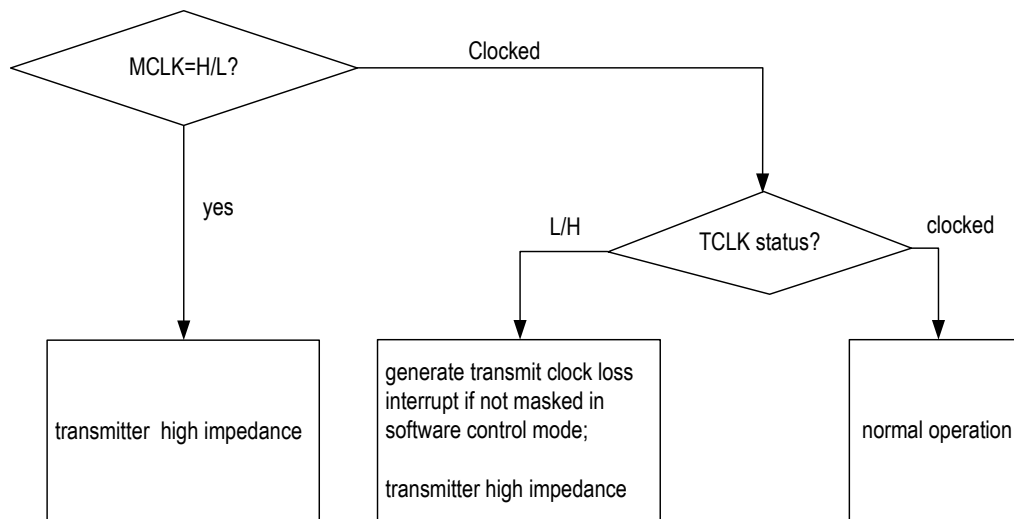 MCLK=H/L?
Clocked
yes
L/H
TCLK status?
clocked
transmitter high impedance
generate transmit clock loss
interrupt if not masked in
software control mode;
transmitter high impedance
normal operation